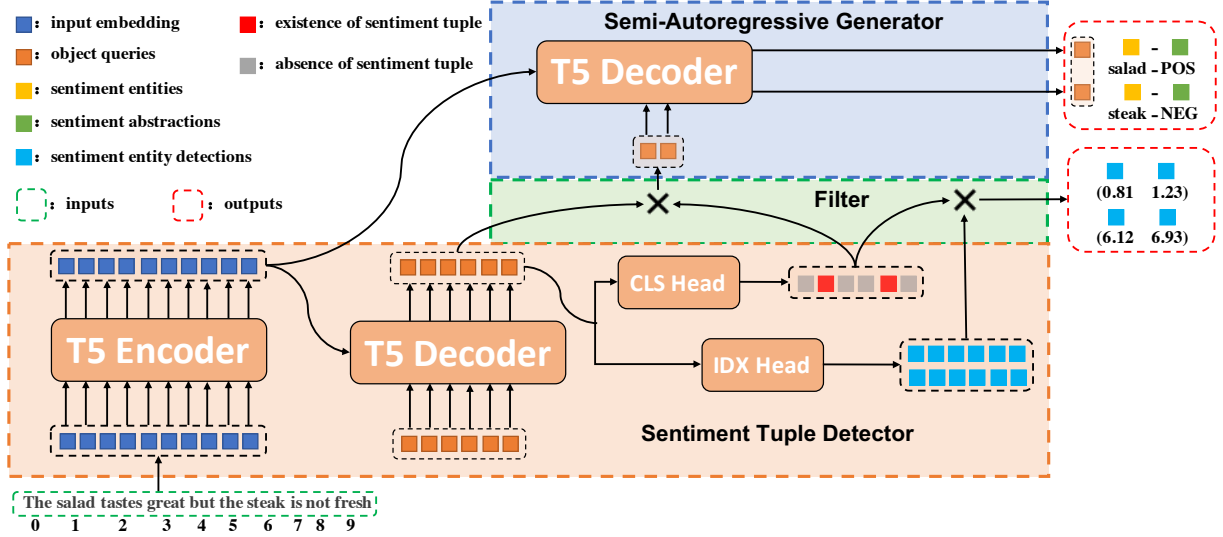 : input embedding
: object queries
: sentiment entities
: sentiment abstractions
: sentiment entity detections
: existence of sentiment tuple
: absence of sentiment tuple
: inputs
: outputs
Semi-Autoregressive Generator
T5 Decoder
salad - POS
steak - NEG
Filter
(0.81 1.23)
(6.12 6.93)
T5 Encoder
T5 Decoder
CLS Head
IDX Head
Sentiment Tuple Detector
The salad tastes great but the steak is not fresh
0 1 2 3 4 5 6 7 8 9